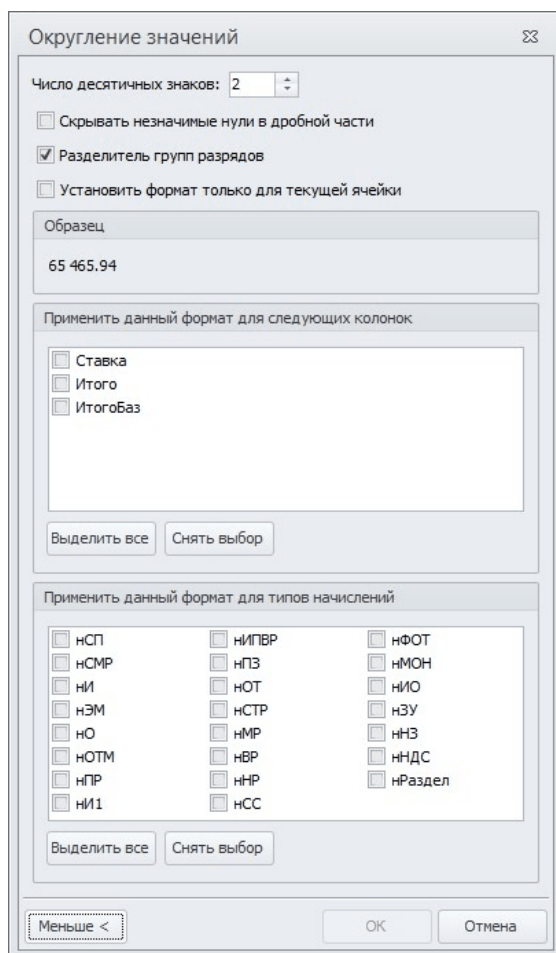 Округление значений
Число десятичных знаков: 2
Скрывать незначимые нули в дробной части
Разделитель групп разрядов
Установить формат только для текущей ячейки
Образец
65 465.94
Применить данный формат для следующих колонок
Ставка
Итого
ИтогоБаз
Выделить все Снять выбор
Применить данный формат для типов начислений
нСП нИПВР нФОТ
нСМР нПЗ нМОН
нИ нОТ нИО
нЭМ нСТР нЗУ
нО нМР нНЗ
нОТМ нВР нНДС
нПР нНР нРаздел
нИ1 нСС
Выделить все Снять выбор
Меньше < ОК Отмена